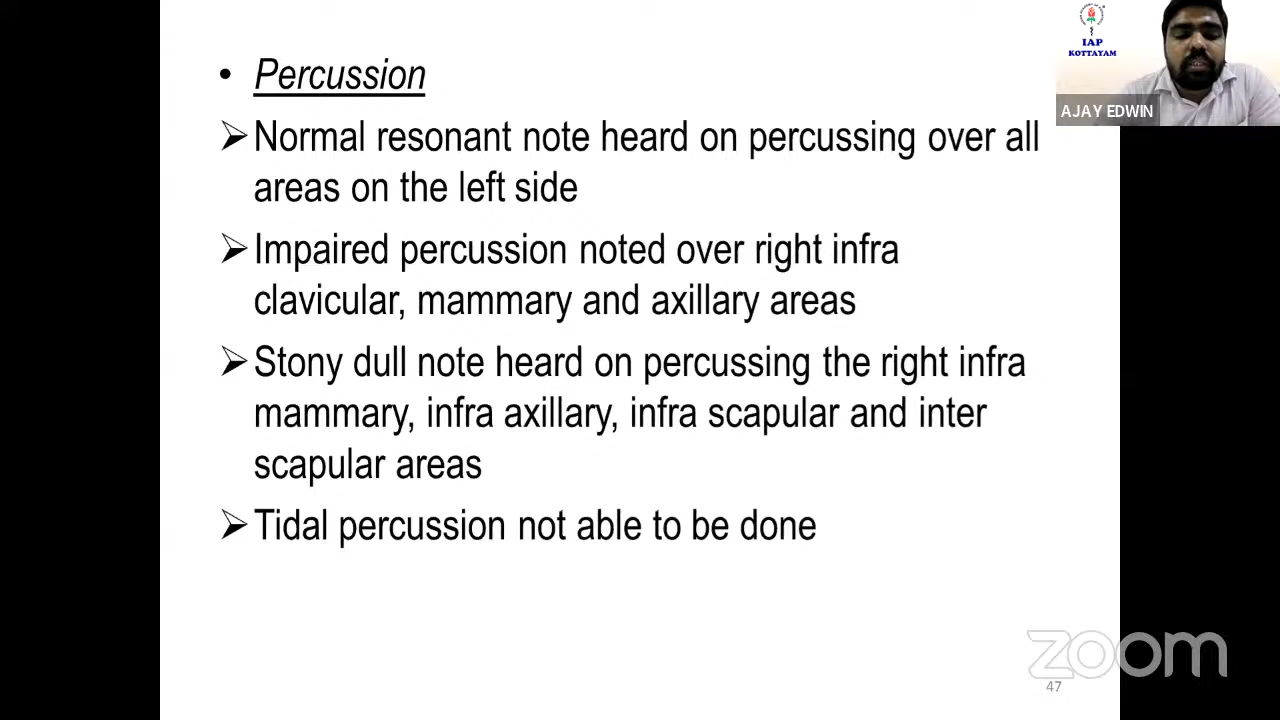 IAP
KOTTAYAM
AJAY EDWIN
• Percussion
➢ Normal resonant note heard on percussing over all
areas on the left side
➢ Impaired percussion noted over right infra
clavicular, mammary and axillary areas
➢ Stony dull note heard on percussing the right infra
mammary, infra axillary, infra scapular and inter
scapular areas
➢ Tidal percussion not able to be done
zoom
47